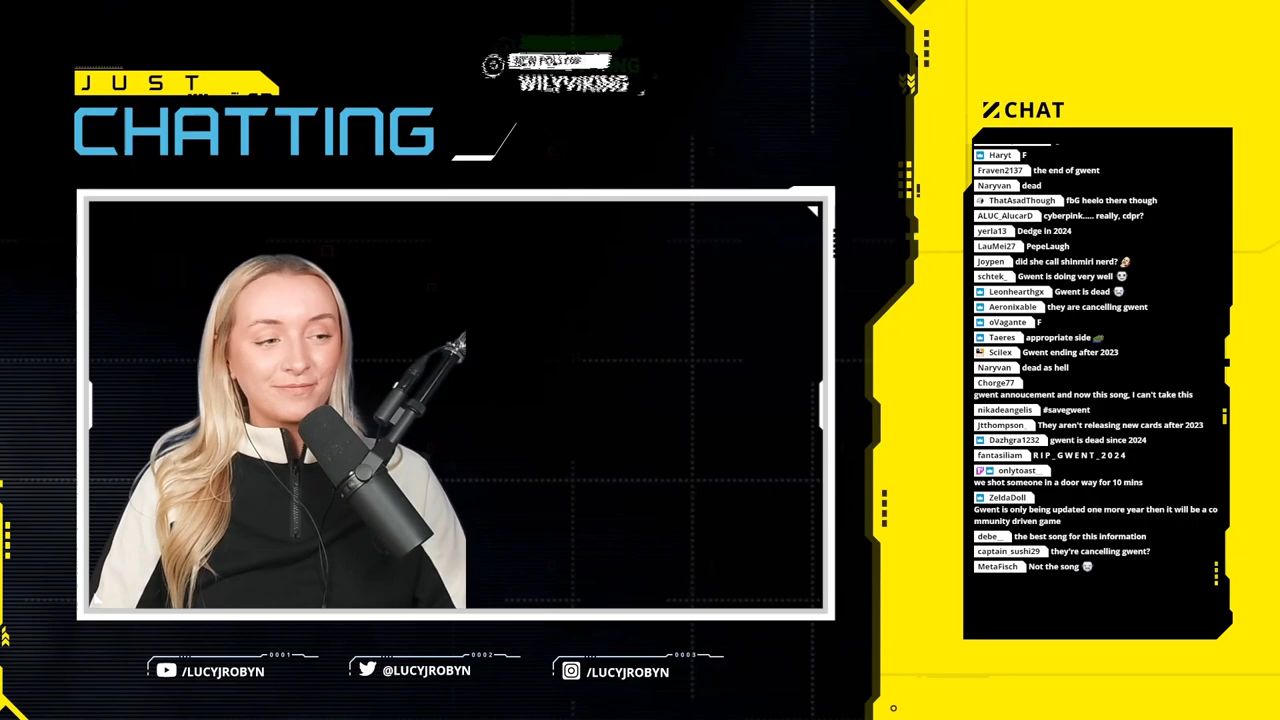 JUST
CHATTING
WILYVIKING
CHAT
Haryt F
Fraven2137 the end of gwent
Naryvan dead
ThatAsadThough fbG heelo there though
ALUC_AlucarD cyberpink..... really, cdpr?
yerla13 Dedge in 2024
LauMei27 PepeLaugh
Joypen did she call shinmiri nerd?
schtek_ Gwent is doing very well
Leonhearthgx Gwent is dead
Aeronixable they are cancelling gwent
oVagante F
Taeres appropriate side
Scilex Gwent ending after 2023
Naryvan dead as hell
Chorge77
gwent annoucement and now this song, I can't take this
nikadeangelis #savegwent
Jtthompson_ They aren't releasing new cards after 2023
Dazhgra1232 gwent is dead since 2024
fantasiliam R I P _ G W E N T _ 2 0 2 4
onlytoast_
we shot someone in a door way for 10 mins
ZeldaDoll
Gwent is only being updated one more year then it will be a co
mmunity driven game
debe__ the best song for this information
captain_sushi29 they're cancelling gwent?
MetaFisch Not the song
0001
/LUCYJROBYN
0002
@LUCYJROBYN
0003
/LUCYJROBYN